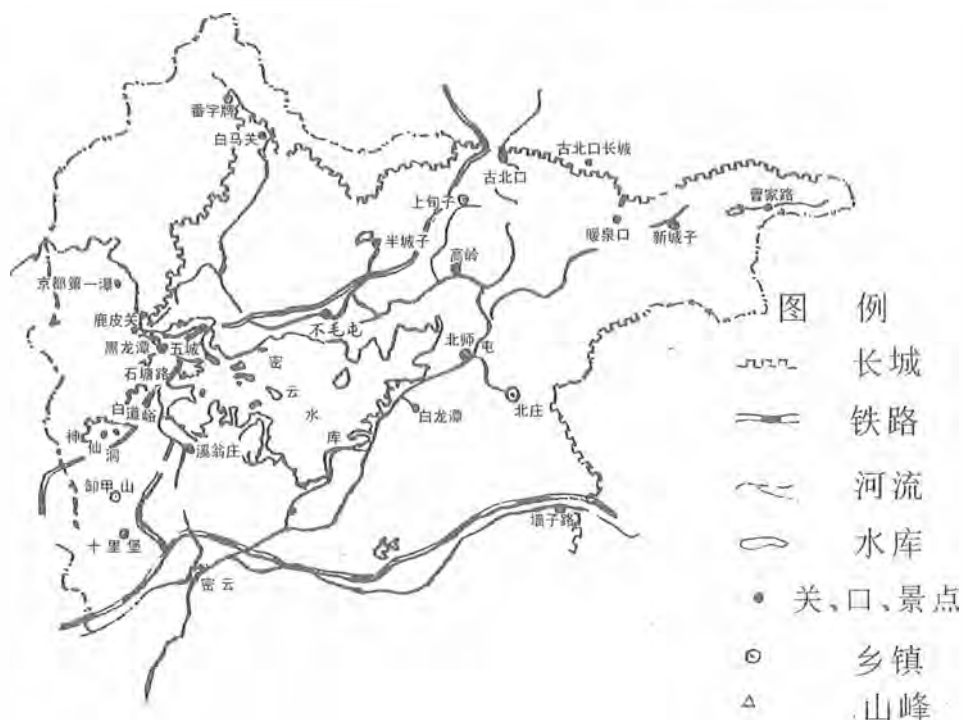 番字牌
白马关
古北口长城
古北口
曹家路
上甸子
暖泉口
新城子
半城子
高岭
京都第一瀑
鹿皮关
不毛屯
黑龙潭
五城
北师屯
石塘路
密云水库
白道峪
北庄
白龙潭
神仙洞
溪翁庄
卸甲山
墙子路
十里堡
密云
图 例
长城
铁路
河流
水库
关、口、景点
乡镇
山峰